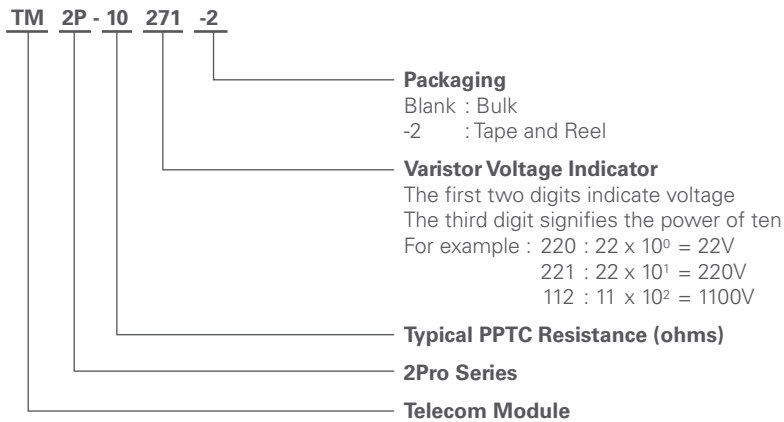 TM 2P - 10 271 -2
Packaging
Blank : Bulk
-2 : Tape and Reel
Varistor Voltage Indicator
The first two digits indicate voltage
The third digit signifies the power of ten
For example : 220 : 22 x 10⁰ = 22V
221 : 22 x 10¹ = 220V
112 : 11 x 10² = 1100V
Typical PPTC Resistance (ohms)
2Pro Series
Telecom Module